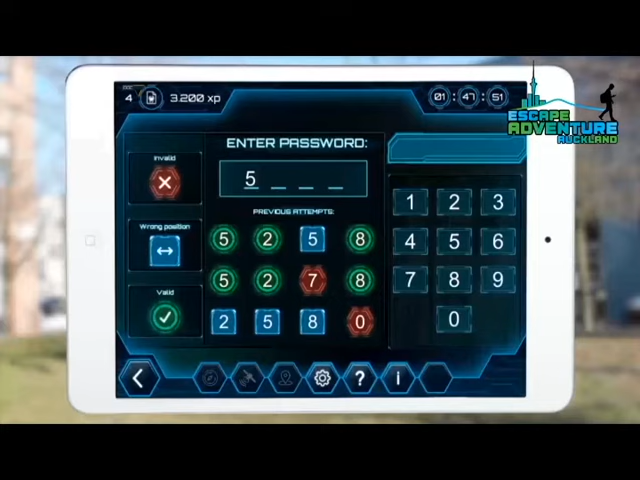 4 3.200 xp 01 : 47 : 51
ESCAPE
ADVENTURE
AUCKLAND
ENTER PASSWORD:
Invalid
5 _ _ _
1 2 3
PREVIOUS ATTEMPTS:
Wrong position
5 2 5 8
4 5 6
5 2 7 8
7 8 9
Valid
2 5 8 0
0
? i